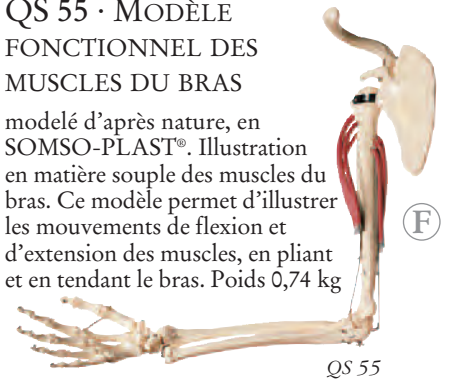 QS 55 · MODÈLE
FONCTIONNEL DES
MUSCLES DU BRAS
modelé d'après nature, en
SOMSO-PLAST®. Illustration
en matière souple des muscles du
bras. Ce modèle permet d'illustrer
les mouvements de flexion et
d'extension des muscles, en pliant
et en tendant le bras. Poids 0,74 kg
F
QS 55